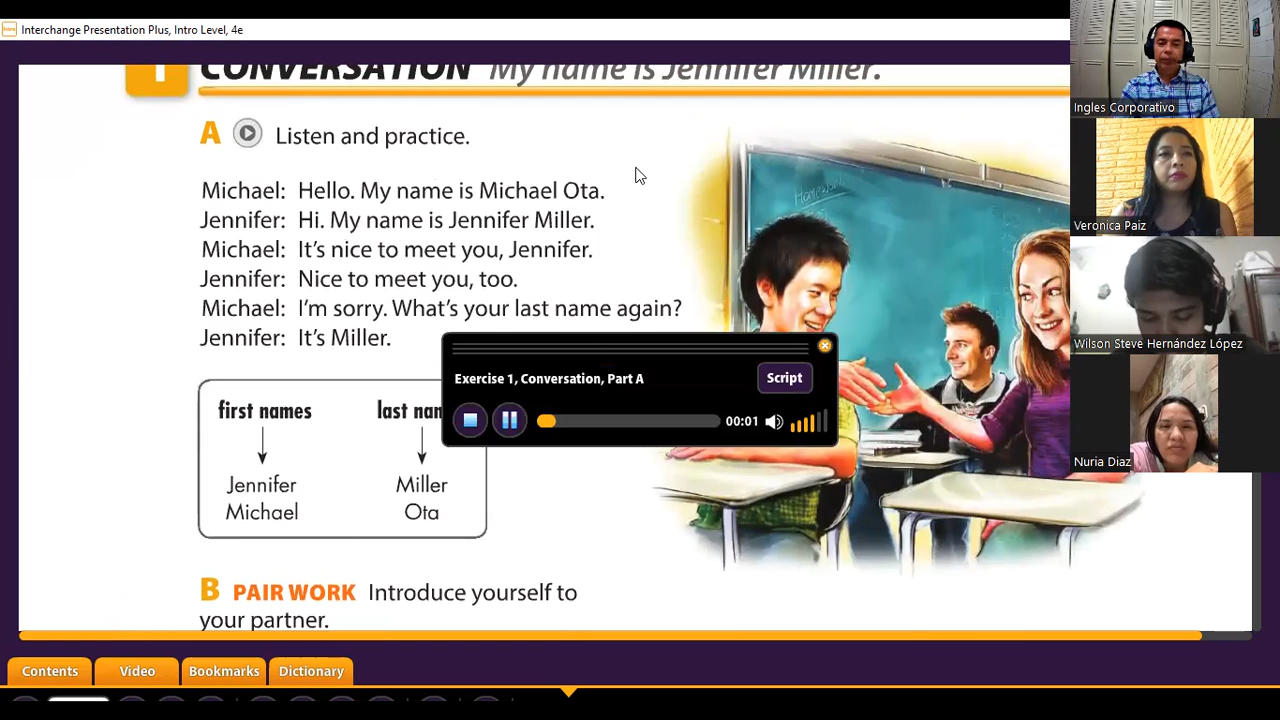 Interchange Presentation Plus, Intro Level, 4e
1 CONVERSATION My name is Jennifer Miller.
A Listen and practice.
Michael: Hello. My name is Michael Ota.
Jennifer: Hi. My name is Jennifer Miller.
Michael: It's nice to meet you, Jennifer.
Jennifer: Nice to meet you, too.
Michael: I'm sorry. What's your last name again?
Jennifer: It's Miller.
Homework
Exercise 1, Conversation, Part A
Script
00:01
first names last nam
Jennifer Miller
Michael Ota
B PAIR WORK Introduce yourself to
your partner.
Contents
Video
Bookmarks
Dictionary
Ingles Corporativo
Veronica Paiz
Wilson Steve Hernández López
Nuria Diaz